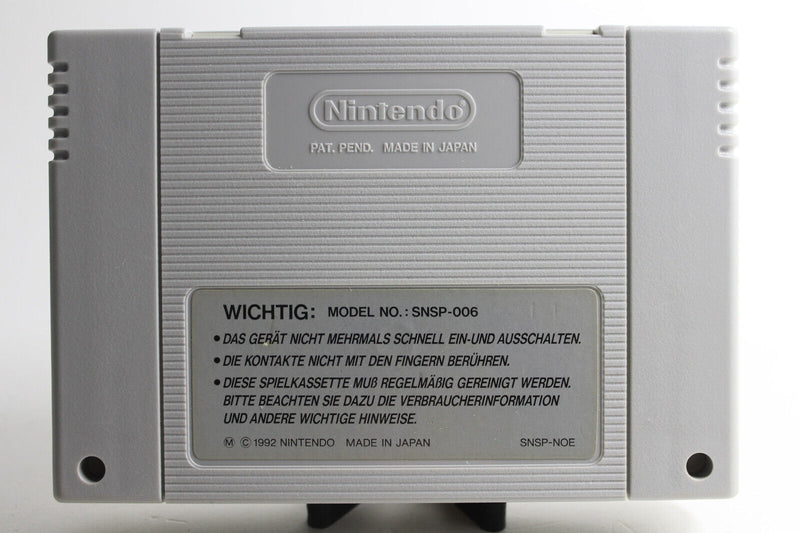 Nintendo®
PAT. PEND. MADE IN JAPAN
WICHTIG: MODEL NO.: SNSP-006
• DAS GERÄT NICHT MEHRMALS SCHNELL EIN-UND AUSSCHALTEN.
• DIE KONTAKTE NICHT MIT DEN FINGERN BERÜHREN.
• DIESE SPIELKASSETTE MUß REGELMÄßIG GEREINIGT WERDEN.
BITTE BEACHTEN SIE DAZU DIE VERBRAUCHERINFORMATION
UND ANDERE WICHTIGE HINWEISE.
Ⓜ © 1992 NINTENDO MADE IN JAPAN SNSP-NOE